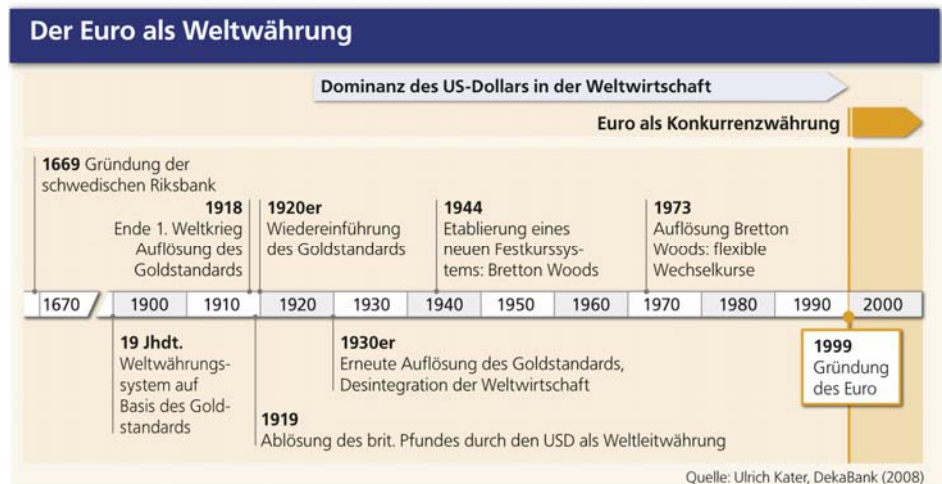 Der Euro als Weltwährung
Dominanz des US-Dollars in der Weltwirtschaft
Euro als Konkurrenzwährung
1669 Gründung der
schwedischen Riksbank
1918
Ende 1. Weltkrieg
Auflösung des
Goldstandards
1920er
Wiedereinführung
des Goldstandards
1944
Etablierung eines
neuen Festkurssys-
tems: Bretton Woods
1973
Auflösung Bretton
Woods: flexible
Wechselkurse
1670 1900 1910 1920 1930 1940 1950 1960 1970 1980 1990 2000
19 Jhdt.
Weltwährungs-
system auf
Basis des Gold-
standards
1919
Ablösung des brit. Pfundes durch den USD als Weltleitwährung
1930er
Erneute Auflösung des Goldstandards,
Desintegration der Weltwirtschaft
1999
Gründung
des Euro
Quelle: Ulrich Kater, DekaBank (2008)